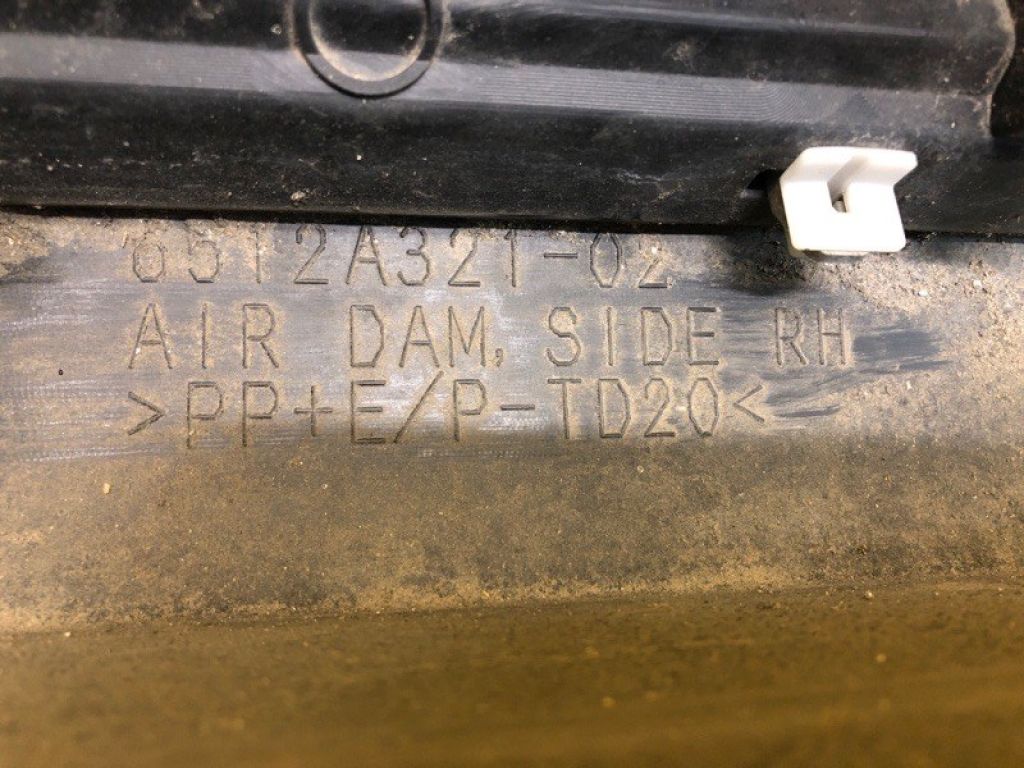 6512A321-02
AIR DAM, SIDE RH
>PP+E/P-TD20<